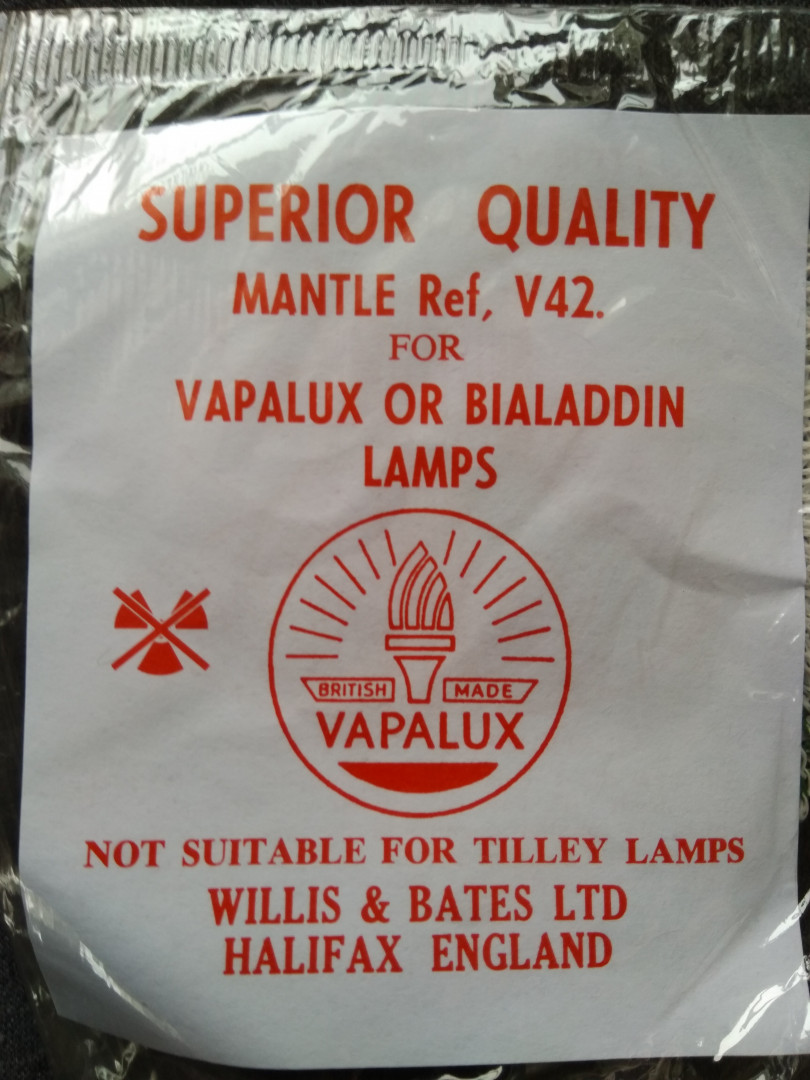 SUPERIOR QUALITY
MANTLE Ref, V42.
FOR
VAPALUX OR BIALADDIN
LAMPS
BRITISH MADE
VAPALUX
NOT SUITABLE FOR TILLEY LAMPS
WILLIS & BATES LTD
HALIFAX ENGLAND